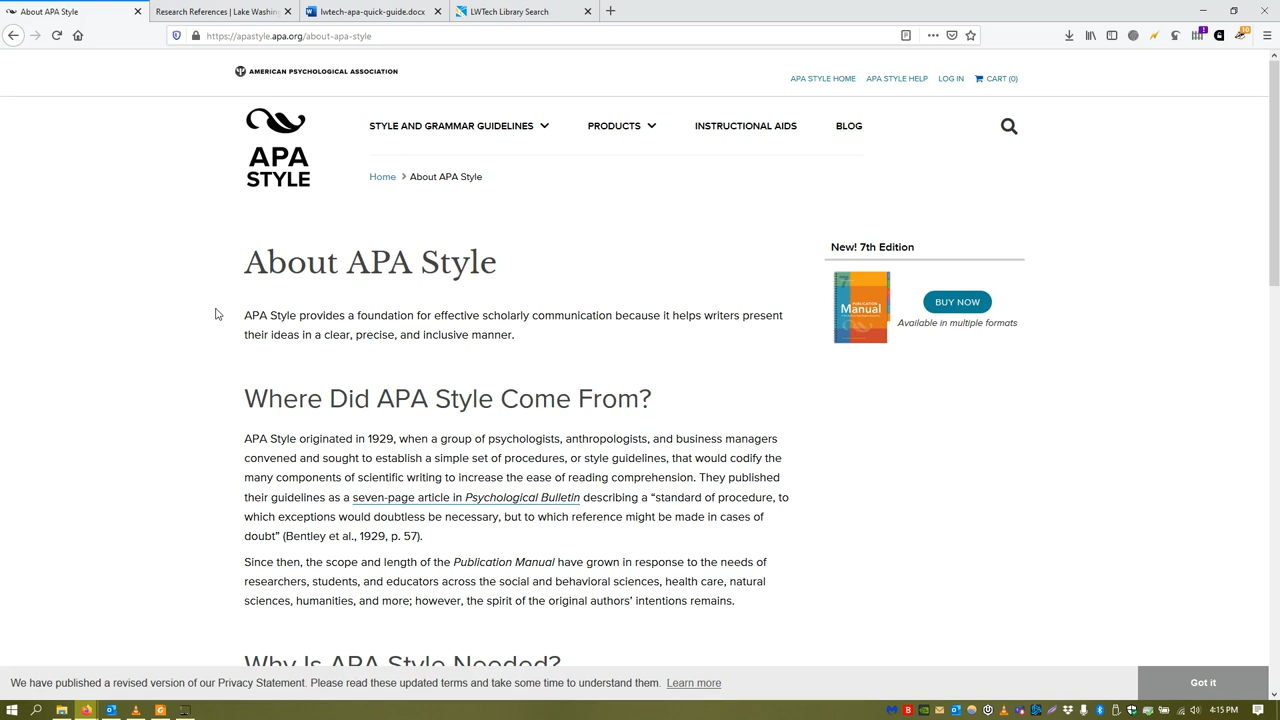 About APA Style
Research References | Lake Washin
lwtech-apa-quick-guide.docx
LWTech Library Search
https://apastyle.apa.org/about-apa-style
AMERICAN PSYCHOLOGICAL ASSOCIATION
APA STYLE HOME APA STYLE HELP LOG IN CART (0)
APA
STYLE
STYLE AND GRAMMAR GUIDELINES PRODUCTS INSTRUCTIONAL AIDS BLOG
Home > About APA Style
About APA Style
APA Style provides a foundation for effective scholarly communication because it helps writers present
their ideas in a clear, precise, and inclusive manner.
New! 7th Edition
Manual
BUY NOW
Available in multiple formats
Where Did APA Style Come From?
APA Style originated in 1929, when a group of psychologists, anthropologists, and business managers
convened and sought to establish a simple set of procedures, or style guidelines, that would codify the
many components of scientific writing to increase the ease of reading comprehension. They published
their guidelines as a seven-page article in Psychological Bulletin describing a “standard of procedure, to
which exceptions would doubtless be necessary, but to which reference might be made in cases of
doubt” (Bentley et al., 1929, p. 57).
Since then, the scope and length of the Publication Manual have grown in response to the needs of
researchers, students, and educators across the social and behavioral sciences, health care, natural
sciences, humanities, and more; however, the spirit of the original authors’ intentions remains.
Why Is APA Style Needed?
We have published a revised version of our Privacy Statement. Please read these updated terms and take some time to understand them. Learn more
Got it
4:15 PM